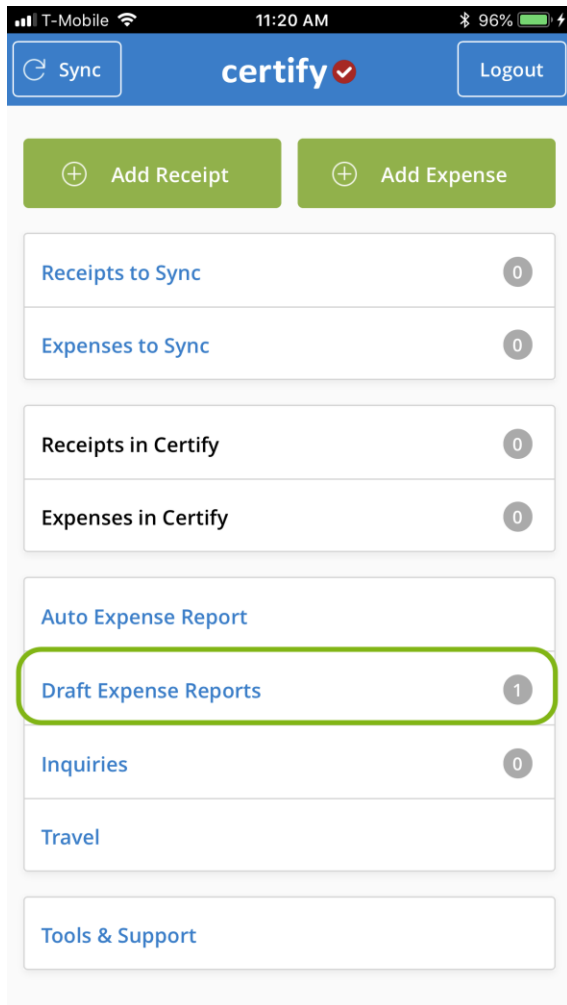 T-Mobile 11:20 AM 96%
Sync certify Logout
Add Receipt Add Expense
Receipts to Sync 0
Expenses to Sync 0
Receipts in Certify 0
Expenses in Certify 0
Auto Expense Report
Draft Expense Reports 1
Inquiries 0
Travel
Tools & Support